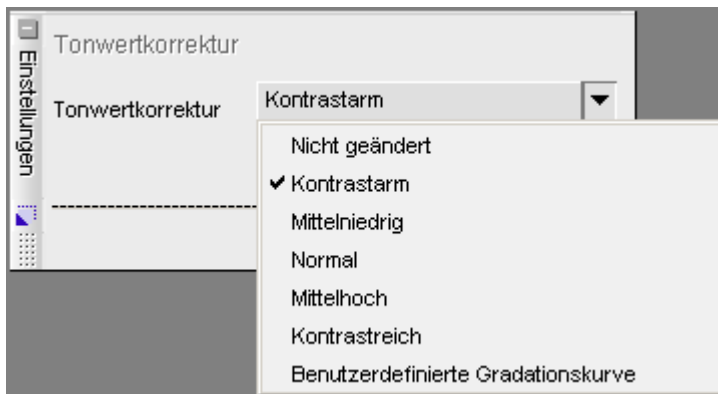 Einstellungen
Tonwertkorrektur
Tonwertkorrektur Kontrastarm
Nicht geändert
Kontrastarm
Mittelniedrig
Normal
Mittelhoch
Kontrastreich
Benutzerdefinierte Gradationskurve